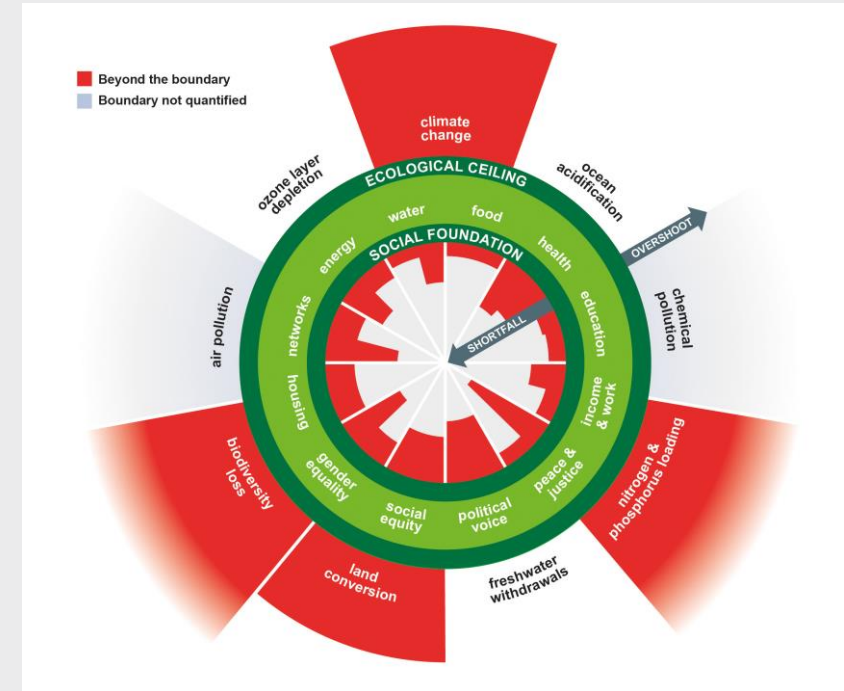 Beyond the boundary
Boundary not quantified
climate
change
ozone layer
depletion
ocean
acidification
ECOLOGICAL CEILING
OVERSHOOT
water
food
energy
health
SOCIAL FOUNDATION
networks
education
SHORTFALL
air pollution
chemical
pollution
housing
income
& work
gender
equality
peace &
justice
social
equity
political
voice
biodiversity
loss
nitrogen &
phosphorus loading
land
conversion
freshwater
withdrawals